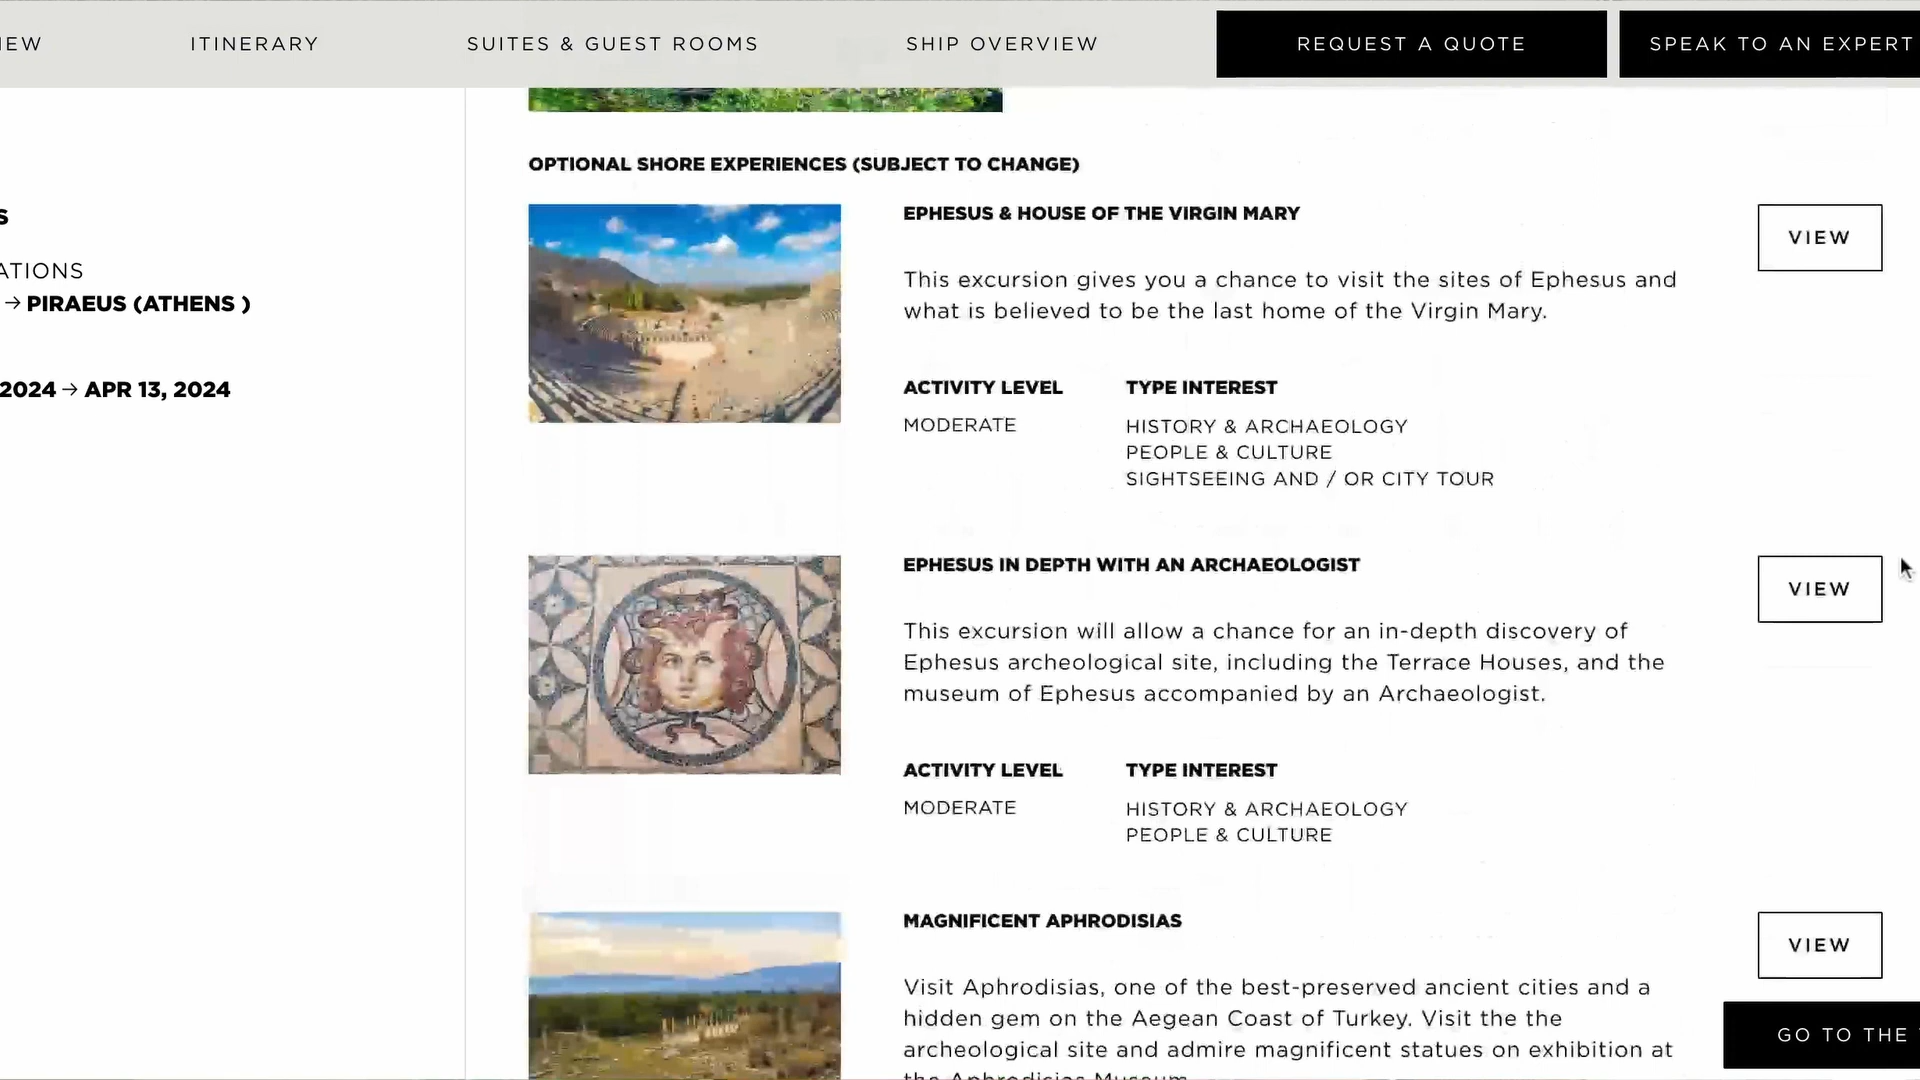 ITINERARY
SUITES & GUEST ROOMS
SHIP OVERVIEW
REQUEST A QUOTE
SPEAK TO AN EXPERT
→ PIRAEUS (ATHENS )
2024 → APR 13, 2024
OPTIONAL SHORE EXPERIENCES (SUBJECT TO CHANGE)
EPHESUS & HOUSE OF THE VIRGIN MARY
VIEW
This excursion gives you a chance to visit the sites of Ephesus and
what is believed to be the last home of the Virgin Mary.
ACTIVITY LEVEL
MODERATE
TYPE INTEREST
HISTORY & ARCHAEOLOGY
PEOPLE & CULTURE
SIGHTSEEING AND / OR CITY TOUR
EPHESUS IN DEPTH WITH AN ARCHAEOLOGIST
VIEW
This excursion will allow a chance for an in-depth discovery of
Ephesus archeological site, including the Terrace Houses, and the
museum of Ephesus accompanied by an Archaeologist.
ACTIVITY LEVEL
MODERATE
TYPE INTEREST
HISTORY & ARCHAEOLOGY
PEOPLE & CULTURE
MAGNIFICENT APHRODISIAS
VIEW
Visit Aphrodisias, one of the best-preserved ancient cities and a
hidden gem on the Aegean Coast of Turkey. Visit the the
archeological site and admire magnificent statues on exhibition at
the Aphrodisias Museum
GO TO THE